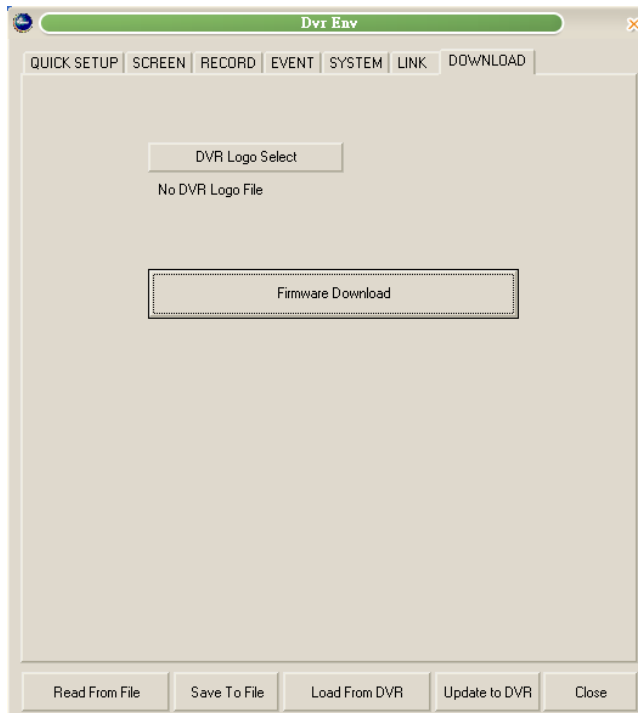 Dvr Env
QUICK SETUP SCREEN RECORD EVENT SYSTEM LINK DOWNLOAD
DVR Logo Select
No DVR Logo File
Firmware Download
Read From File Save To File Load From DVR Update to DVR Close